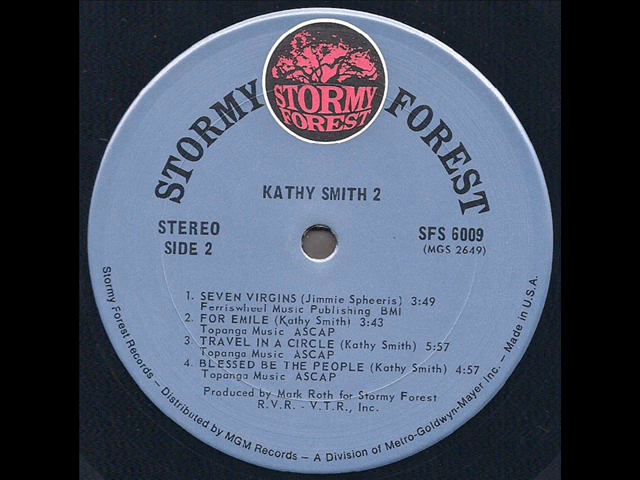 STORMY
FOREST
STORMY FOREST
KATHY SMITH 2
STEREO
SIDE 2
SFS 6009
(MGS 2649)
1. SEVEN VIRGINS (Jimmie Spheeris) 3:49
Ferriswheel Music Publishing BMI
2. FOR EMILE (Kathy Smith) 3:43
Topanga Music ASCAP
3. TRAVEL IN A CIRCLE (Kathy Smith) 5:57
Topanga Music ASCAP
4. BLESSED BE THE PEOPLE (Kathy Smith) 4:57
Topanga Music ASCAP
Produced by Mark Roth for Stormy Forest
R.V.R. - V.T.R., Inc.
Stormy Forest Records - Distributed by MGM Records - A Division of Metro-Goldwyn-Mayer Inc. - Made in U.S.A.